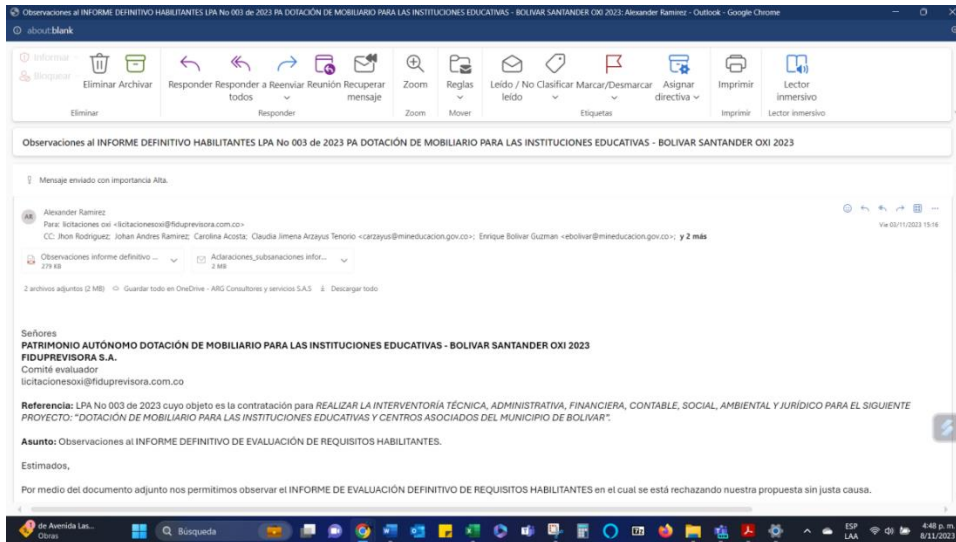 Observaciones al INFORME DEFINITIVO HABILITANTES LPA No 003 de 2023 PA DOTACIÓN DE MOBILIARIO PARA LAS INSTITUCIONES EDUCATIVAS - BOLIVAR SANTANDER OXI 2023: Alexander Ramirez - Outlook - Google Chrome
about:blank
Informar
Bloquear
Eliminar Archivar Responder Responder a todos Reenviar Reunión Recuperar mensaje Zoom Reglas Leído / No leído Clasificar Marcar/Desmarcar Asignar directiva Imprimir Lector inmersivo
Eliminar Responder Zoom Mover Etiquetas Imprimir Lector inmersivo
Observaciones al INFORME DEFINITIVO HABILITANTES LPA No 003 de 2023 PA DOTACIÓN DE MOBILIARIO PARA LAS INSTITUCIONES EDUCATIVAS - BOLIVAR SANTANDER OXI 2023
Mensaje enviado con importancia Alta.
AR Alexander Ramirez
Para: licitaciones oxi <licitacionesoxi@fiduprevisora.com.co>
Vie 03/11/2023 15:16
CC: Jhon Rodriguez; Johan Andres Ramirez; Carolina Acosta; Claudia Jimena Arzayus Tenorio <carzayus@mineducacion.gov.co>; Enrique Bolivar Guzman <ebolivar@mineducacion.gov.co>; y 2 más
Observaciones informe definitivo ... Aclaraciones_subsanaciones infor...
279 KB 2 MB
2 archivos adjuntos (2 MB) Guardar todo en OneDrive - ARG Consultores y servicios S.A.S Descargar todo
Señores
PATRIMONIO AUTÓNOMO DOTACIÓN DE MOBILIARIO PARA LAS INSTITUCIONES EDUCATIVAS - BOLIVAR SANTANDER OXI 2023
FIDUPREVISORA S.A.
Comité evaluador
licitacionesoxi@fiduprevisora.com.co
Referencia: LPA No 003 de 2023 cuyo objeto es la contratación para REALIZAR LA INTERVENTORÍA TÉCNICA, ADMINISTRATIVA, FINANCIERA, CONTABLE, SOCIAL, AMBIENTAL Y JURÍDICO PARA EL SIGUIENTE
PROYECTO: "DOTACIÓN DE MOBILIARIO PARA LAS INSTITUCIONES EDUCATIVAS Y CENTROS ASOCIADOS DEL MUNICIPIO DE BOLIVAR".
Asunto: Observaciones al INFORME DEFINITIVO DE EVALUACIÓN DE REQUISITOS HABILITANTES.
Estimados,
Por medio del documento adjunto nos permitimos observar el INFORME DE EVALUACIÓN DEFINITIVO DE REQUISITOS HABILITANTES en el cual se está rechazando nuestra propuesta sin justa causa.
de Avenida Las...
Obras
Búsqueda
ESP
LAA
4:48 p. m.
8/11/2023